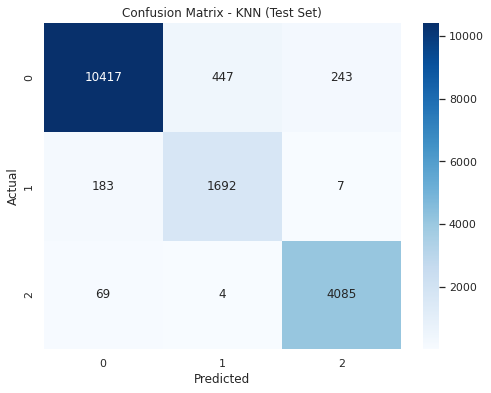 Confusion Matrix - KNN (Test Set)
0 10417 447 243
1 183 1692 7
2 69 4 4085
0 1 2
Actual
Predicted
10000
8000
6000
4000
2000